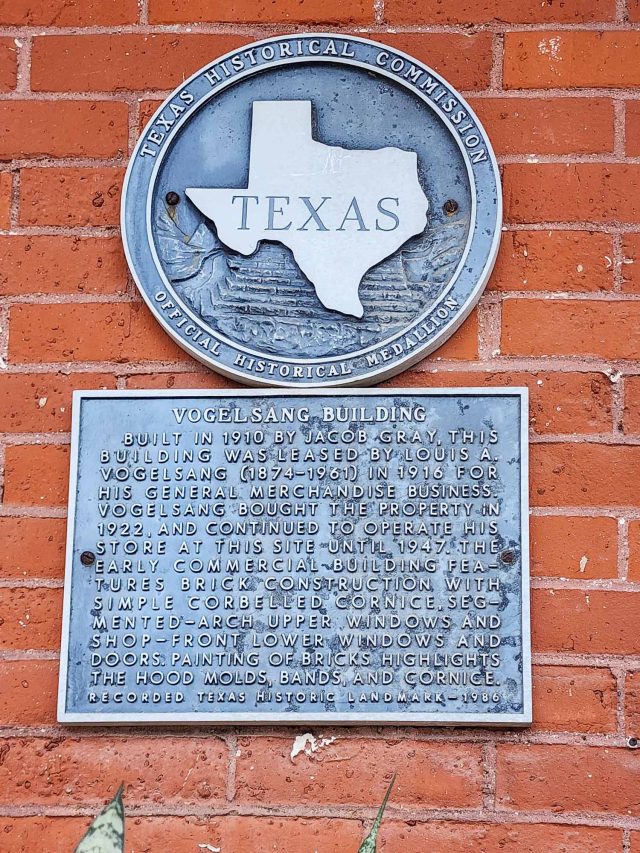 TEXAS HISTORICAL COMMISSION
TEXAS
OFFICIAL HISTORICAL MEDALLION
VOGELSANG BUILDING
BUILT IN 1910 BY JACOB GRAY, THIS
BUILDING WAS LEASED BY LOUIS A.
VOGELSANG (1874-1961) IN 1916 FOR
HIS GENERAL MERCHANDISE BUSINESS.
VOGELSANG BOUGHT THE PROPERTY IN
1922, AND CONTINUED TO OPERATE HIS
STORE AT THIS SITE UNTIL 1947. THE
EARLY COMMERCIAL BUILDING FEA-
TURES BRICK CONSTRUCTION WITH
SIMPLE CORBELLED CORNICE, SEG-
MENTED-ARCH UPPER WINDOWS AND
SHOP-FRONT LOWER WINDOWS AND
DOORS. PAINTING OF BRICKS HIGHLIGHTS
THE HOOD MOLDS, BANDS, AND CORNICE.
RECORDED TEXAS HISTORIC LANDMARK-1986